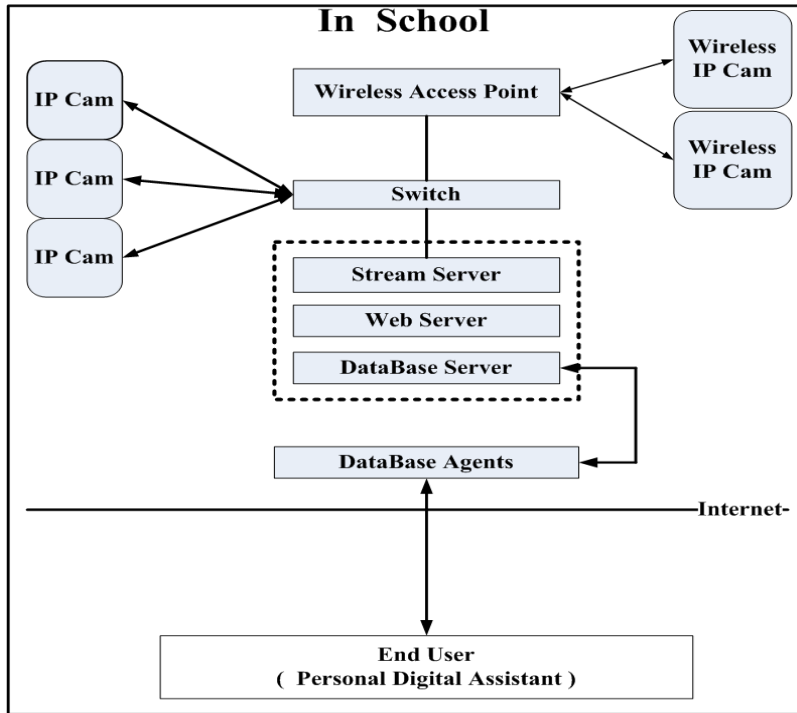 In School
IP Cam
IP Cam
IP Cam
Wireless Access Point
Wireless
IP Cam
Wireless
IP Cam
Switch
Stream Server
Web Server
DataBase Server
DataBase Agents
Internet
End User
( Personal Digital Assistant )